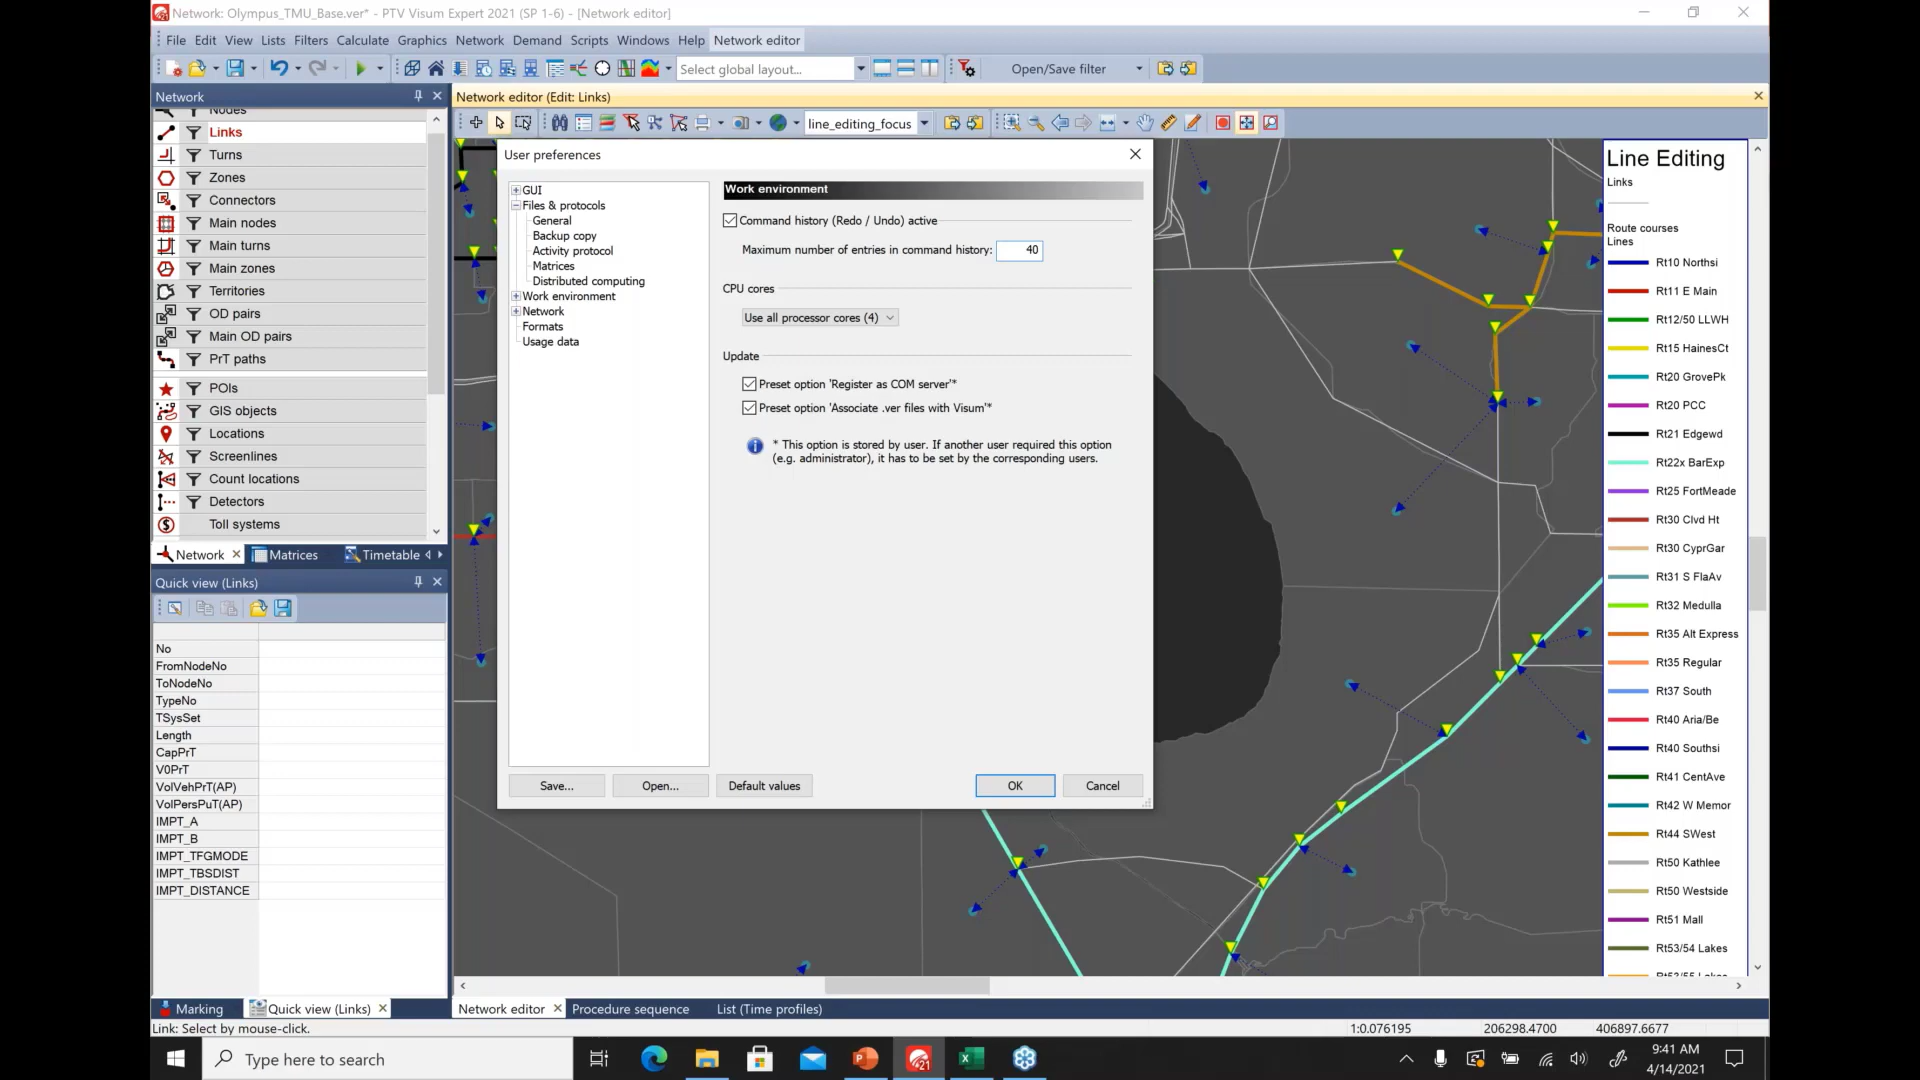 Network: Olympus_TMU_Base.ver* - PTV Visum Expert 2021 (SP 1-6) - [Network editor]
File Edit View Lists Filters Calculate Graphics Network Demand Scripts Windows Help Network editor
Select global layout... Open/Save filter
Network
Nodes
Links
Turns
Zones
Connectors
Main nodes
Main turns
Main zones
Territories
OD pairs
Main OD pairs
PrT paths
POIs
GIS objects
Locations
Screenlines
Count locations
Detectors
Toll systems
Network Matrices Timetable
Quick view (Links)
No
FromNodeNo
ToNodeNo
TypeNo
TSysSet
Length
CapPrT
V0PrT
VolVehPrT(AP)
VolPersPuT(AP)
IMPT_A
IMPT_B
IMPT_TFGMODE
IMPT_TBSDIST
IMPT_DISTANCE
Marking Quick view (Links)
Network editor (Edit: Links)
line_editing_focus
User preferences
GUI
Files & protocols
General
Backup copy
Activity protocol
Matrices
Distributed computing
Work environment
Network
Formats
Usage data
Work environment
Command history (Redo / Undo) active
Maximum number of entries in command history: 40
CPU cores
Use all processor cores (4)
Update
Preset option 'Register as COM server'*
Preset option 'Associate .ver files with Visum'*
* This option is stored by user. If another user required this option
(e.g. administrator), it has to be set by the corresponding users.
Save... Open... Default values OK Cancel
Line Editing
Links
Route courses
Lines
Rt10 Northsi
Rt11 E Main
Rt12/50 LLWH
Rt15 HainesCt
Rt20 GrovePk
Rt20 PCC
Rt21 Edgewd
Rt22x BarExp
Rt25 FortMeade
Rt30 Clvd Ht
Rt30 CyprGar
Rt31 S FlaAv
Rt32 Medulla
Rt35 Alt Express
Rt35 Regular
Rt37 South
Rt40 Aria/Be
Rt40 Southsi
Rt41 CentAve
Rt42 W Memor
Rt44 SWest
Rt50 Kathlee
Rt50 Westside
Rt51 Mall
Rt53/54 Lakes
Rt53/55 Lakes
Network editor Procedure sequence List (Time profiles)
Link: Select by mouse-click. 1:0.076195 206298.4700 406897.6677
Type here to search
21
9:41 AM
4/14/2021